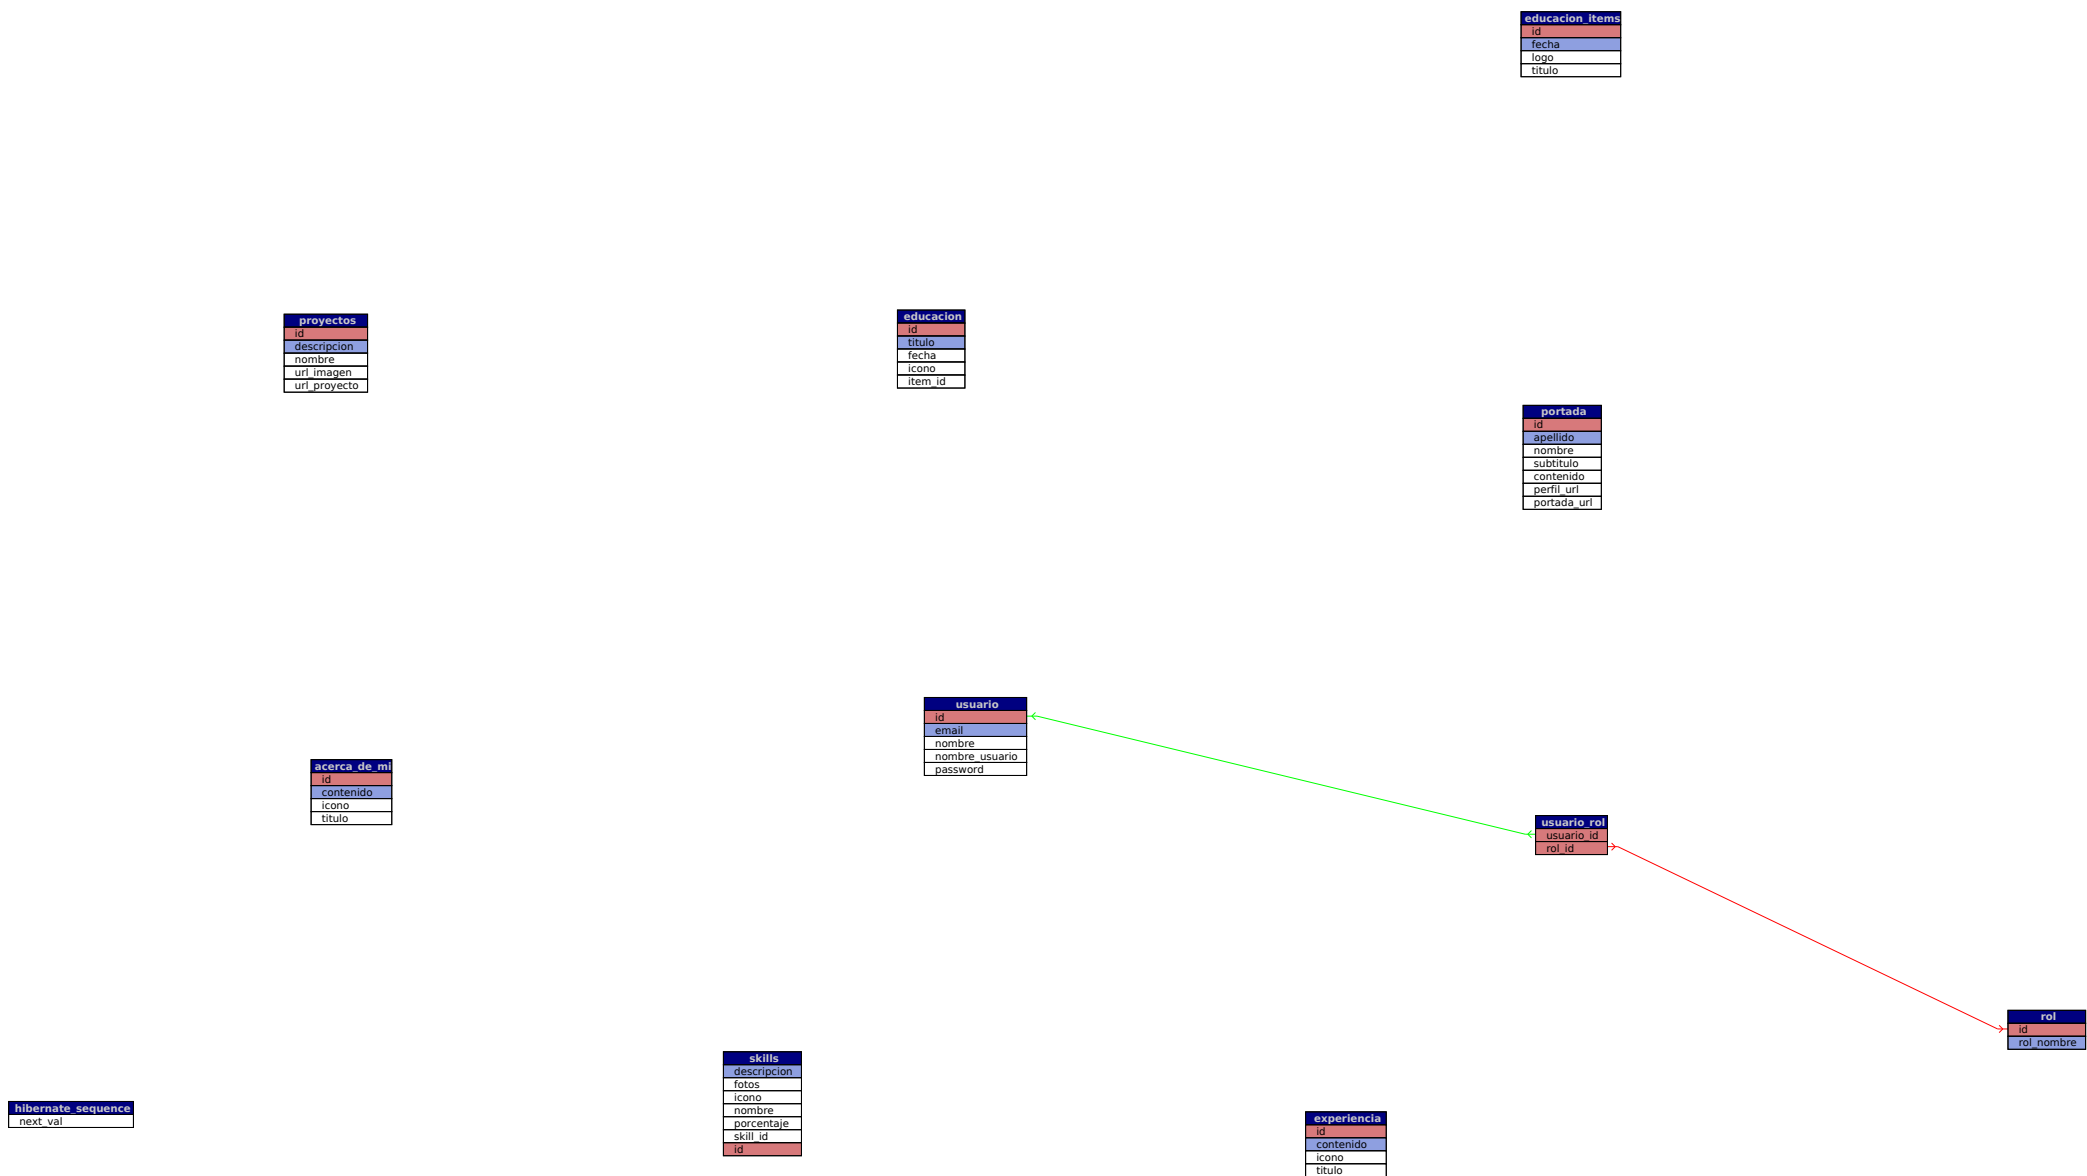 educacion_items
id
fecha
logo
titulo
proyectos
id
descripcion
nombre
url_imagen
url_proyecto
educacion
id
titulo
fecha
icono
item_id
portada
id
apellido
nombre
subtitulo
contenido
perfil_url
portada_url
usuario
id
email
nombre
nombre_usuario
password
acerca_de_mi
id
contenido
icono
titulo
usuario_rol
usuario_id
rol_id
rol
id
rol_nombre
skills
descripcion
fotos
icono
nombre
porcentaje
skill_id
id
hibernate_sequence
next_val
experiencia
id
contenido
icono
titulo